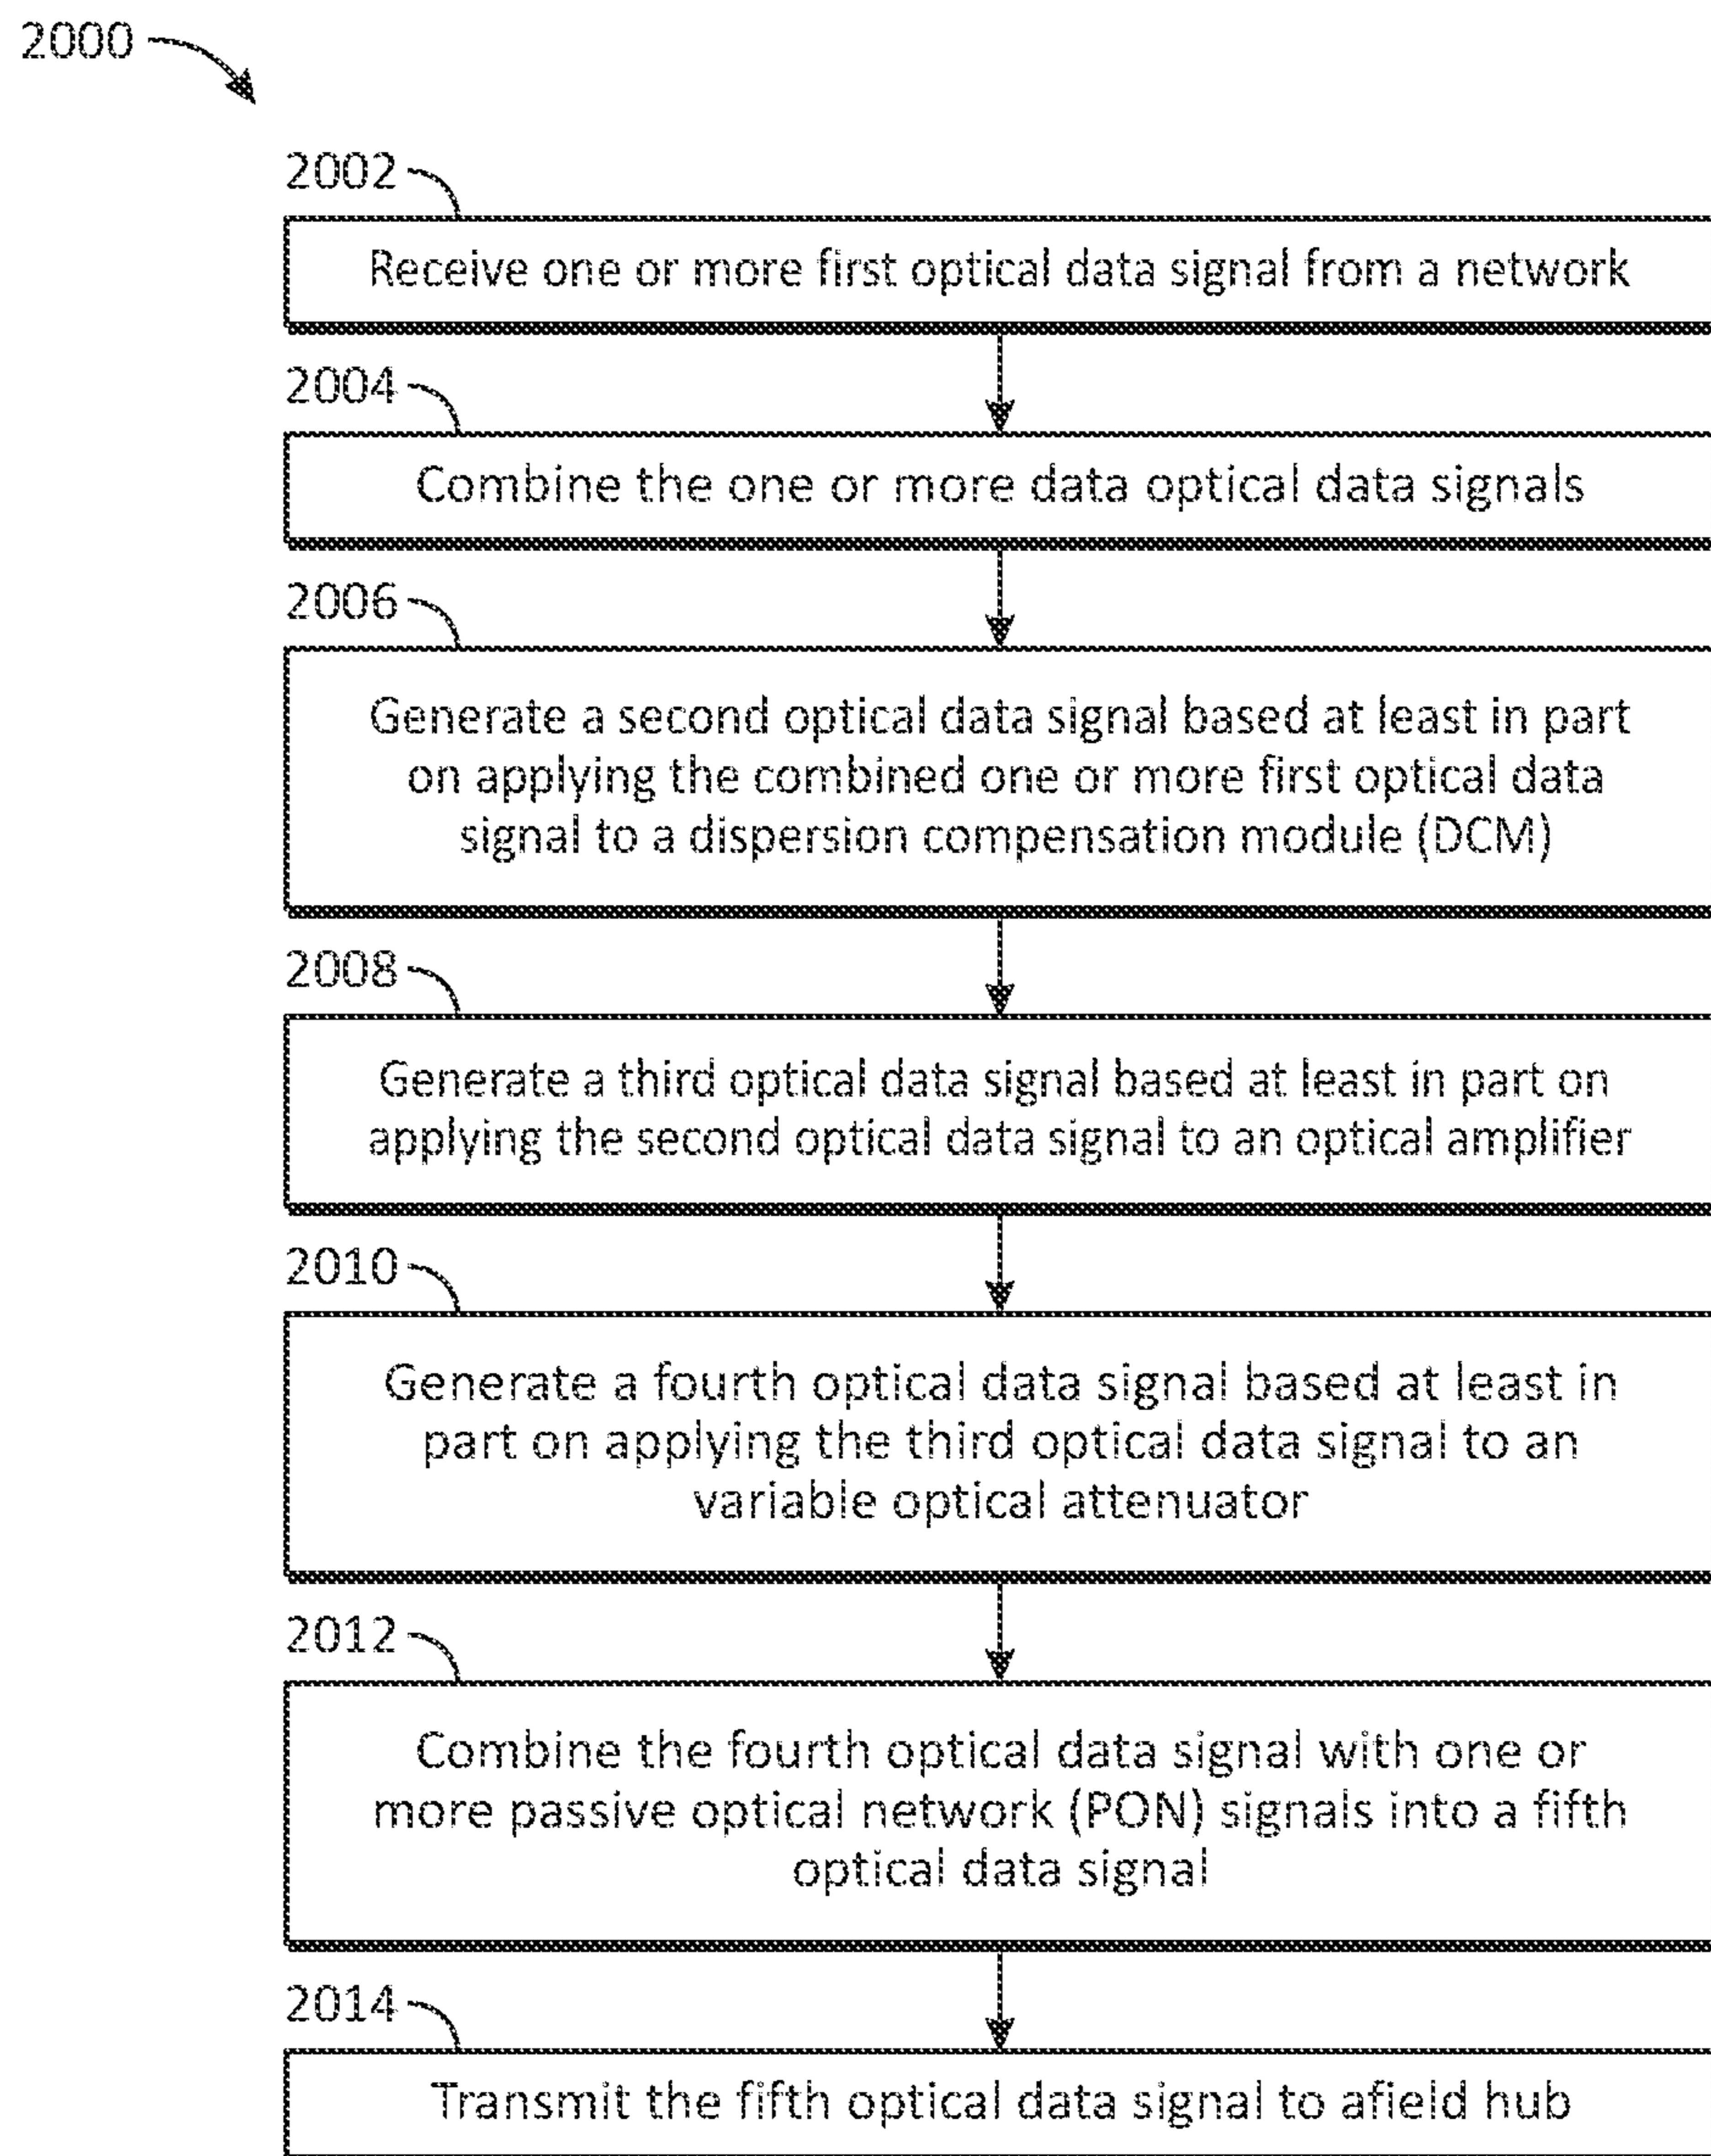 2000
2002
Receive one or more first optical data signal from a network
2004
Combine the one or more data optical data signals
2006
Generate a second optical data signal based at least in part
on applying the combined one or more first optical data
signal to a dispersion compensation module (DCM)
2008
Generate a third optical data signal based at least in part on
applying the second optical data signal to an optical amplifier
2010
Generate a fourth optical data signal based at least in
part on applying the third optical data signal to an
variable optical attenuator
2012
Combine the fourth optical data signal with one or
more passive optical network (PON) signals into a fifth
optical data signal
2014
Transmit the fifth optical data signal to afield hub